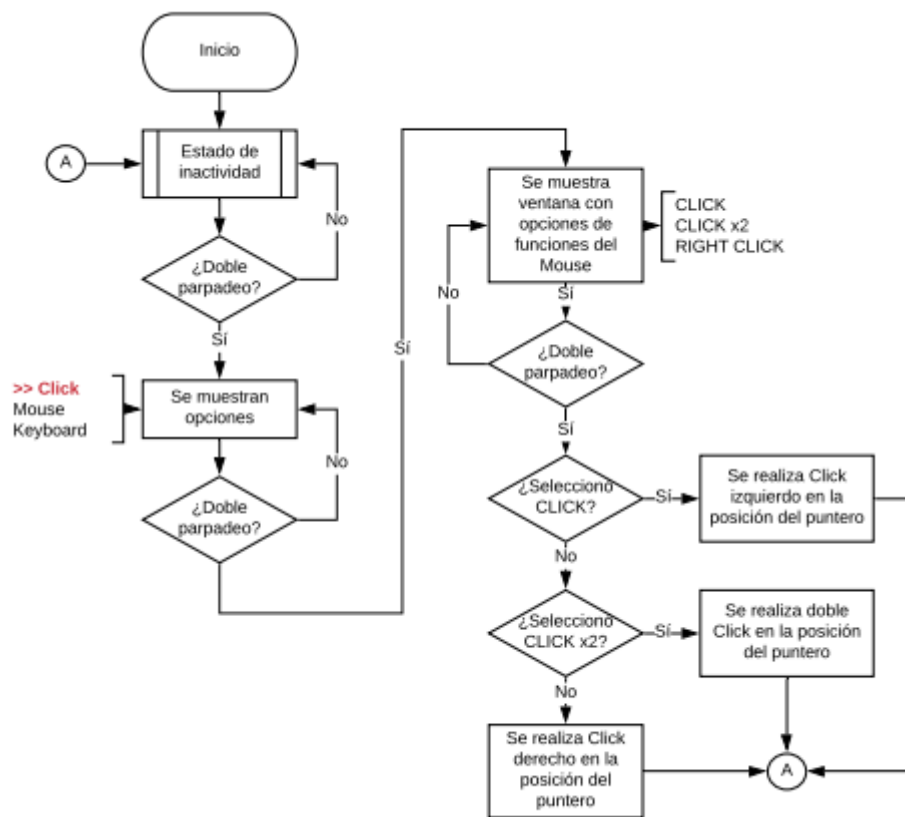 Inicio
A
Estado de
inactividad
No
¿Doble
parpadeo?
Sí
>> Click
Mouse
Keyboard
Se muestran
opciones
No
¿Doble
parpadeo?
Sí
Se muestra
ventana con
opciones de
funciones del
Mouse
CLICK
CLICK x2
RIGHT CLICK
No
Sí
¿Doble
parpadeo?
Sí
¿Selecciono
CLICK?
Sí
Se realiza Click
izquierdo en la
posición del puntero
No
¿Selecciono
CLICK x2?
Sí
Se realiza doble
Click en la posición
del puntero
No
Se realiza Click
derecho en la
posición del
puntero
A